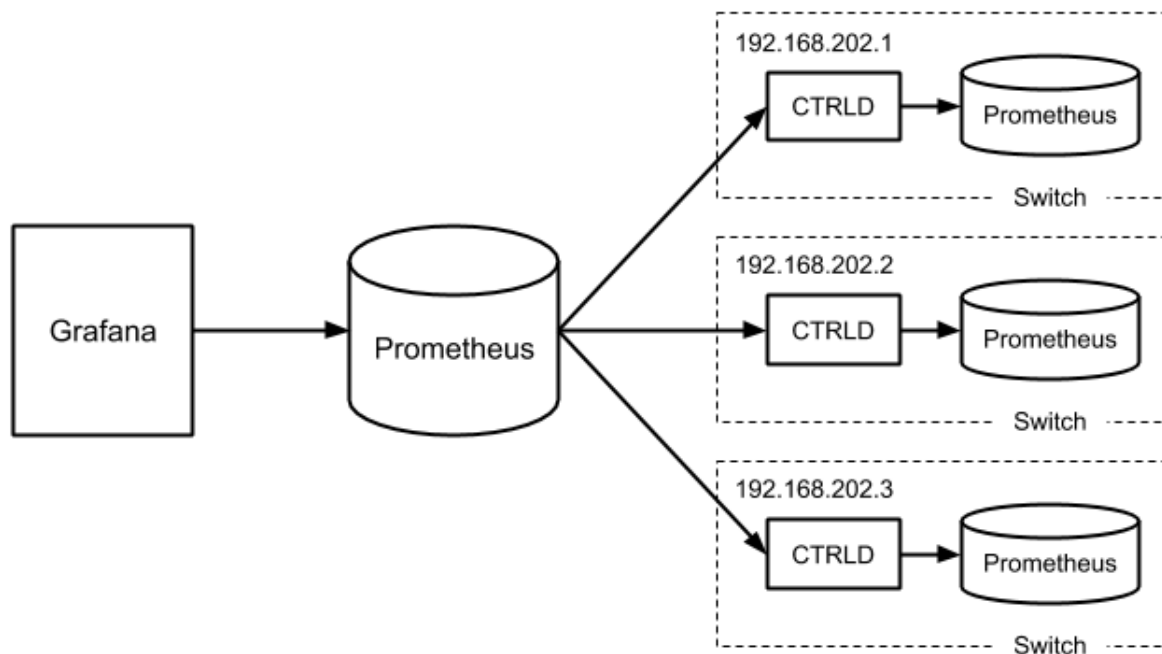 Grafana
Prometheus
192.168.202.1
CTRLD
Prometheus
Switch
192.168.202.2
CTRLD
Prometheus
Switch
192.168.202.3
CTRLD
Prometheus
Switch